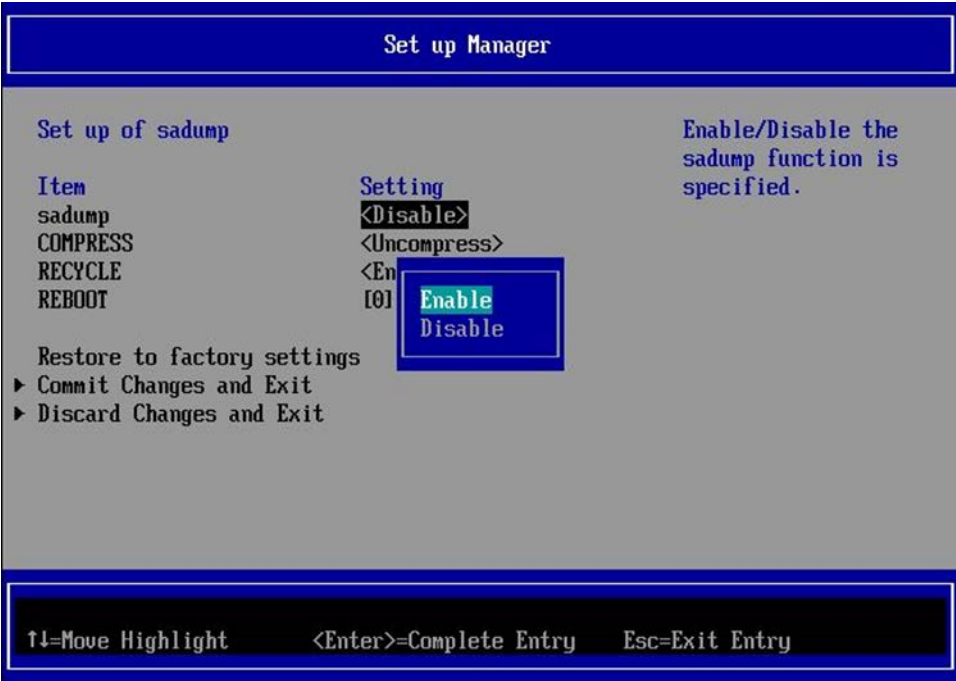 Set up Manager
Set up of sadump
Enable/Disable the
sadump function is
specified.
Item Setting
sadump <Disable>
COMPRESS <Uncompress>
RECYCLE <En
REBOOT [0]
Enable
Disable
Restore to factory settings
▶ Commit Changes and Exit
▶ Discard Changes and Exit
↑↓=Move Highlight <Enter>=Complete Entry Esc=Exit Entry